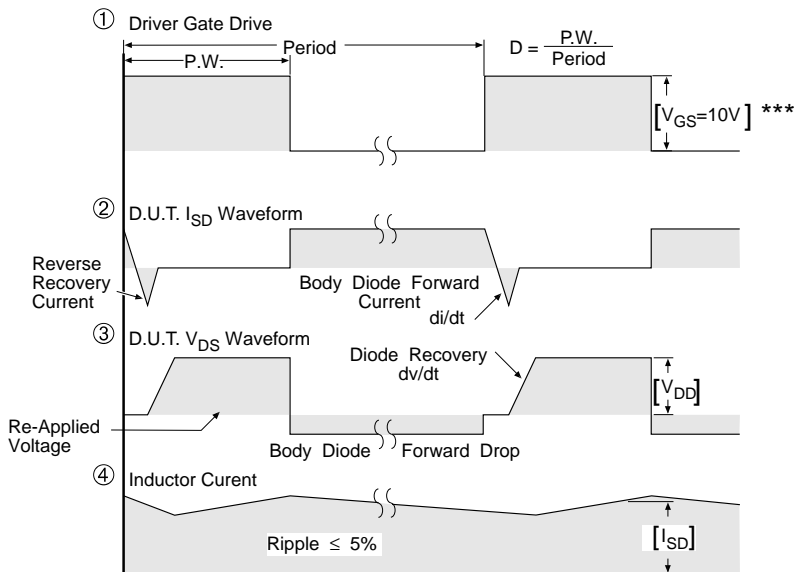 ① Driver Gate Drive
Period
P.W.
D = P.W.
Period
[VGS=10V] ***
② D.U.T. ISD Waveform
Reverse
Recovery
Current
Body Diode Forward
Current
di/dt
③ D.U.T. VDS Waveform
Diode Recovery
dv/dt
[VDD]
Re-Applied
Voltage
Body Diode Forward Drop
④ Inductor Curent
Ripple ≤ 5%
[ISD]